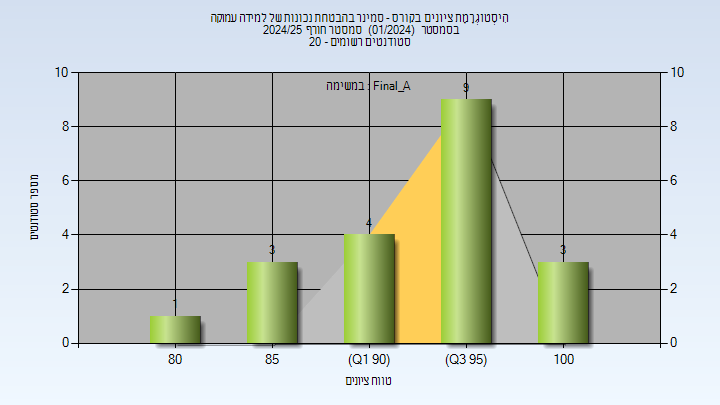 היסטוגרמת ציונים בקורס - סמינר בהבטחת נכונות של למידה עמוקה
בסמסטר (01/2024) סמסטר חורף 2024/25
סטודנטים רשומים - 20
במשימה : Final_A
10 10
8 8
6 6
4 4
2 2
0 0
מספר סטודנטים
1 3 4 9 3
80 85 (Q1 90) (Q3 95) 100
טווח ציונים